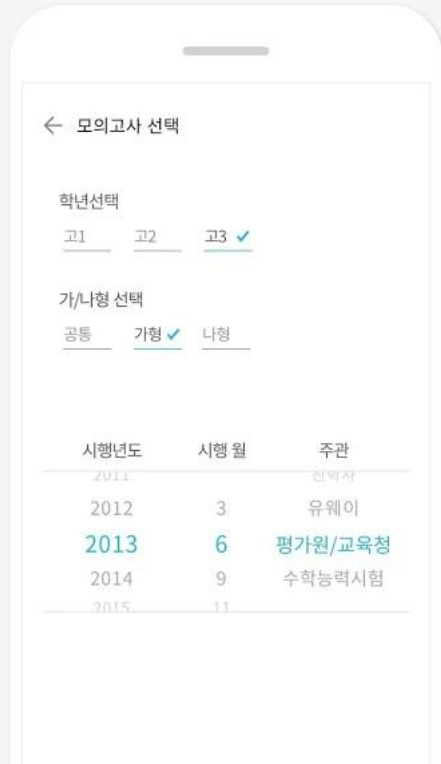 ← 모의고사 선택
학년선택
고1 고2 고3 ✓
가/나형 선택
공통 가형 ✓ 나형
시행년도 시행 월 주관
2011 진학사
2012 3 유웨이
2013 6 평가원/교육청
2014 9 수학능력시험
2015 11